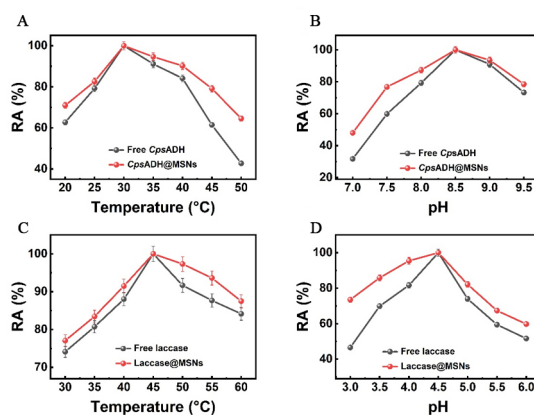 A
RA (%)
100
80
60
40
Free CpsADH
CpsADH@MSNs
20 25 30 35 40 45 50
Temperature (°C)
B
RA (%)
100
80
60
40
20
Free CpsADH
CpsADH@MSNs
7.0 7.5 8.0 8.5 9.0 9.5
pH
C
RA (%)
100
90
80
70
Free laccase
Laccase@MSNs
30 35 40 45 50 55 60
Temperature (°C)
D
RA (%)
100
80
60
40
Free laccase
Laccase@MSNs
3.0 3.5 4.0 4.5 5.0 5.5 6.0
pH